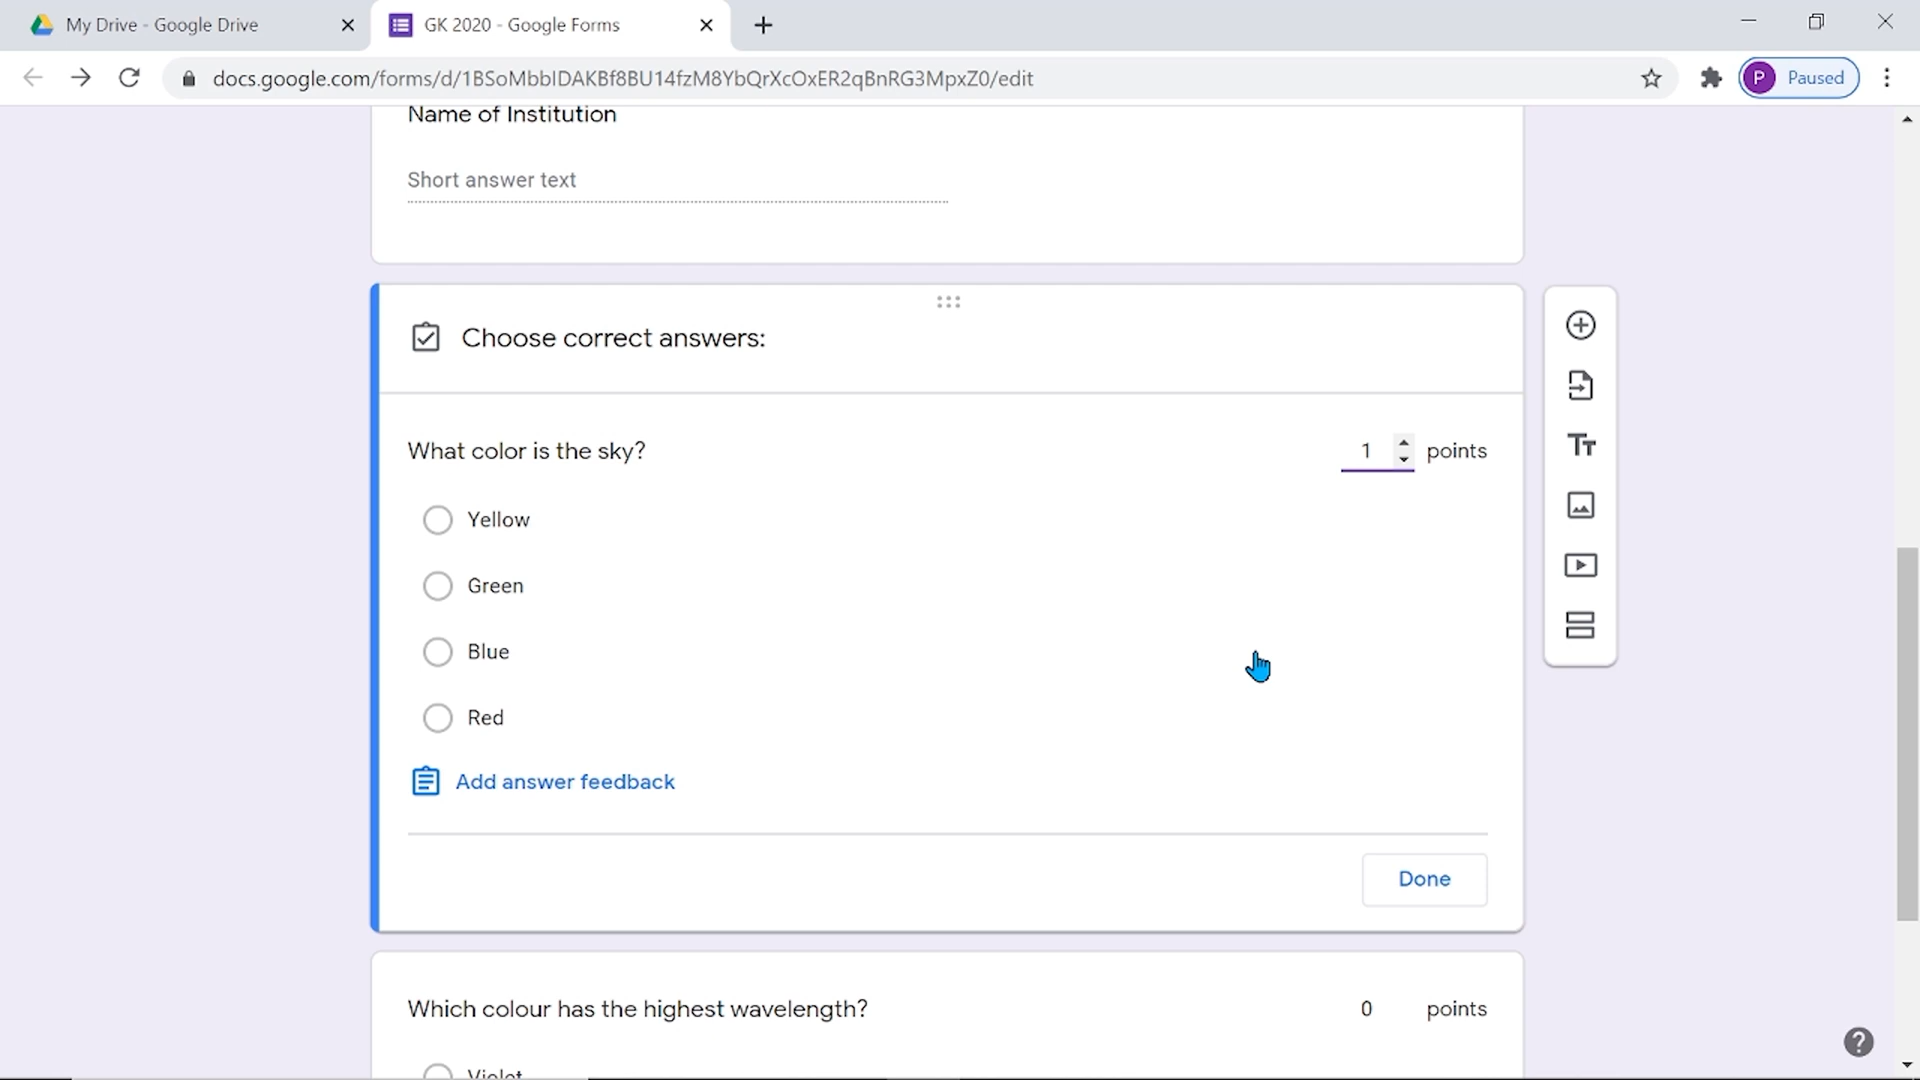 My Drive - Google Drive
GK 2020 - Google Forms
docs.google.com/forms/d/1BSoMbbIDAKBf8BU14fzM8YbQrXcOxER2qBnRG3MpxZ0/edit
P Paused
Name of Institution
Short answer text
Choose correct answers:
What color is the sky? 1 points
Yellow
Green
Blue
Red
Add answer feedback
Done
Which colour has the highest wavelength? 0 points
Violet